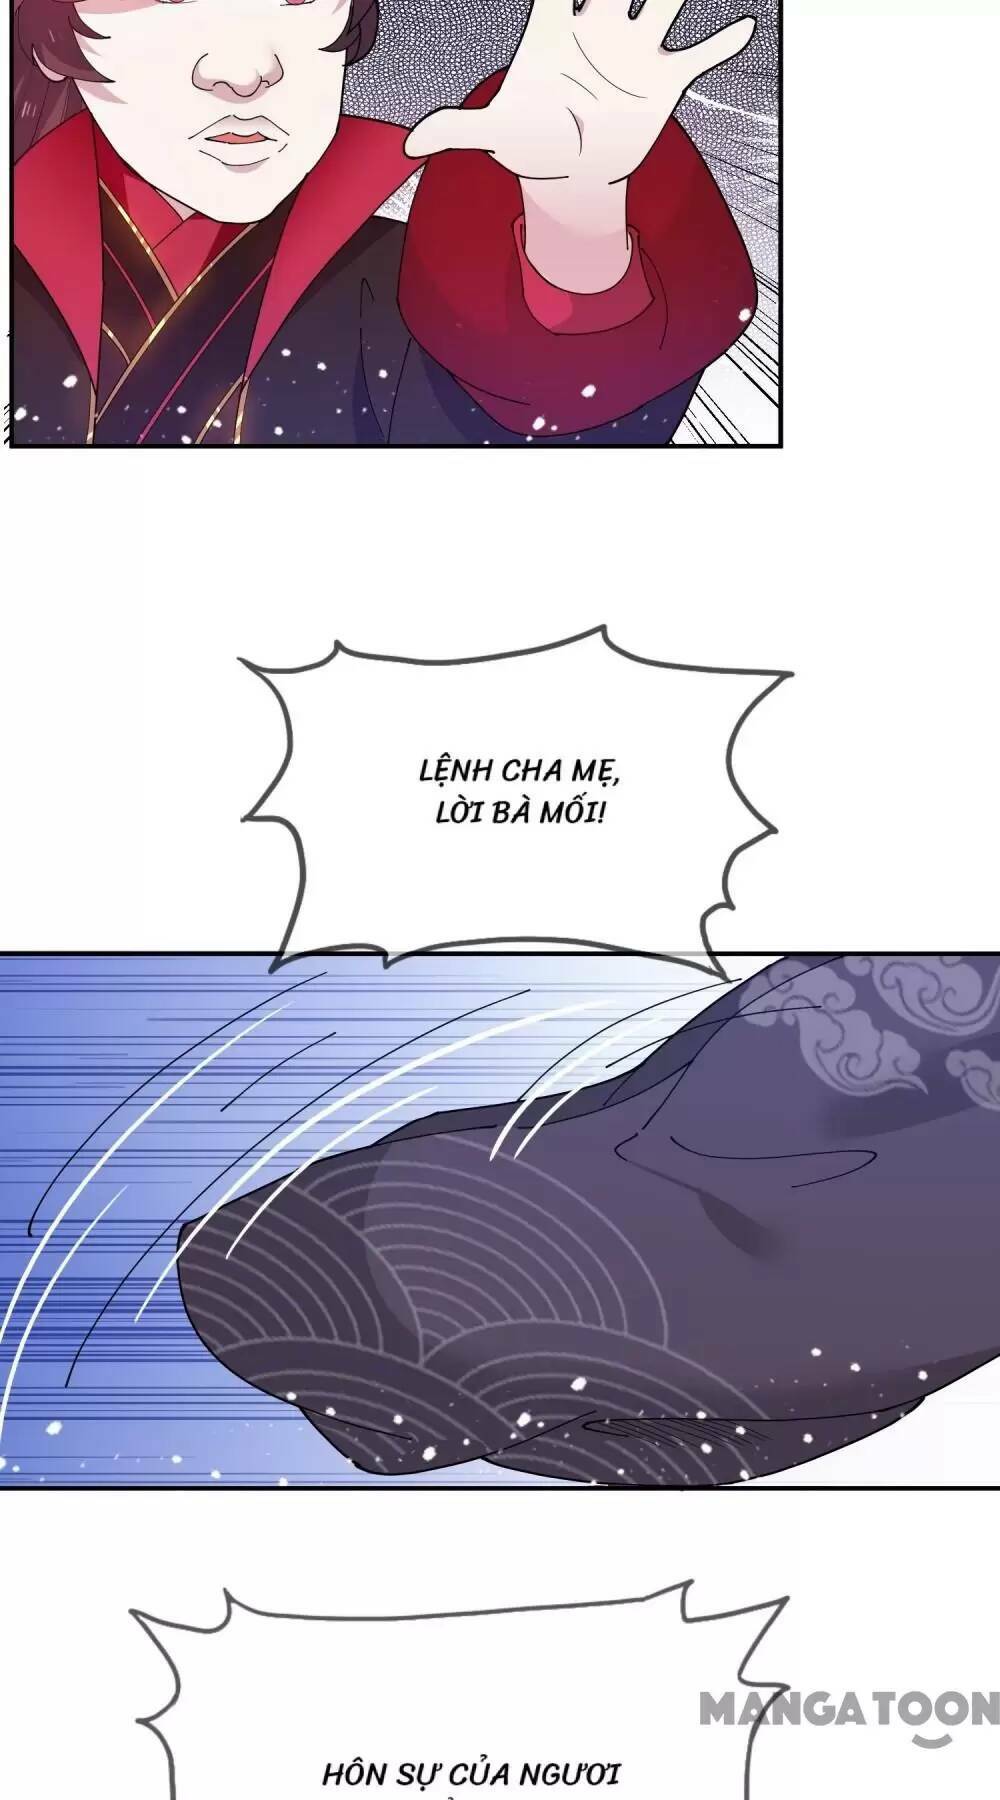 LỆNH CHA MẸ,
LỜI BÀ MỐI!
MANGATOON
HÔN SỰ CỦA NGƯƠI